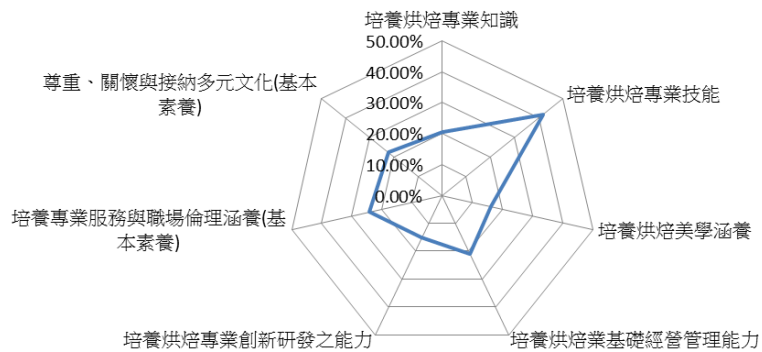 培養烘焙專業知識
50.00%
40.00%
30.00%
20.00%
10.00%
0.00%
培養烘焙專業技能
培養烘焙美學涵養
培養烘焙業基礎經營管理能力
培養烘焙專業創新研發之能力
培養專業服務與職場倫理涵養(基
本素養)
尊重、關懷與接納多元文化(基本
素養)